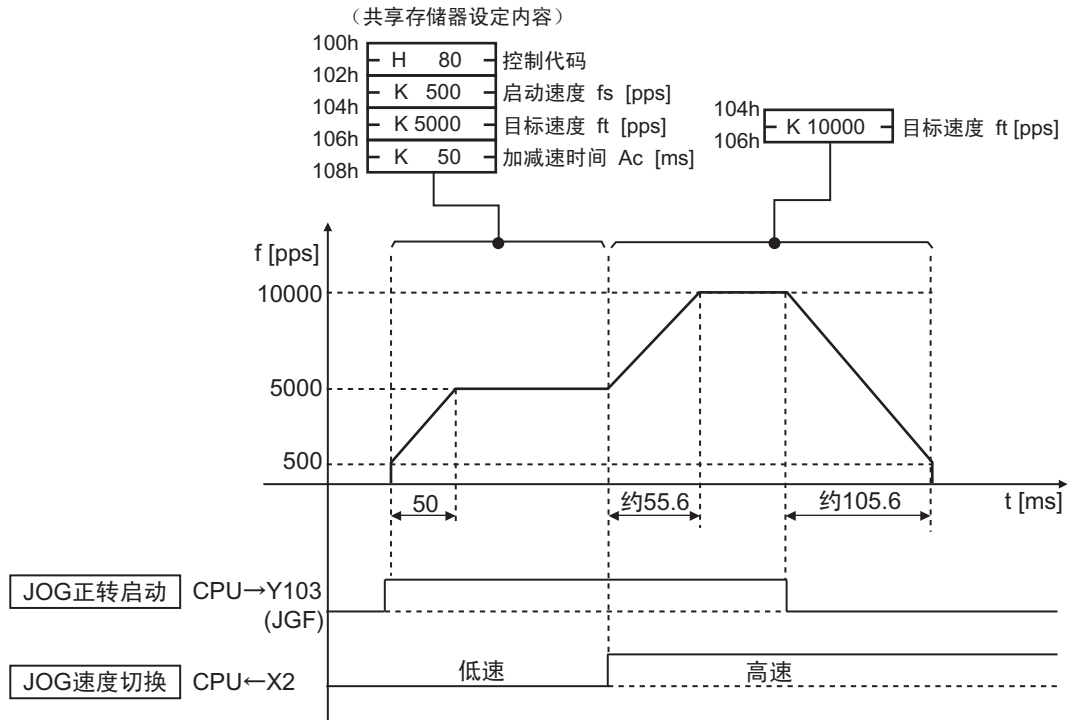 （共享存储器设定内容）
100h
H 80 控制代码
102h
K 500 启动速度 fs [pps]
104h
K 5000 目标速度 ft [pps]
106h
K 50 加减速时间 Ac [ms]
108h
104h
K 10000 目标速度 ft [pps]
106h
f [pps]
10000
5000
500
50
约55.6
约105.6
t [ms]
JOG正转启动 CPU→Y103
(JGF)
低速
高速
JOG速度切换 CPU←X2